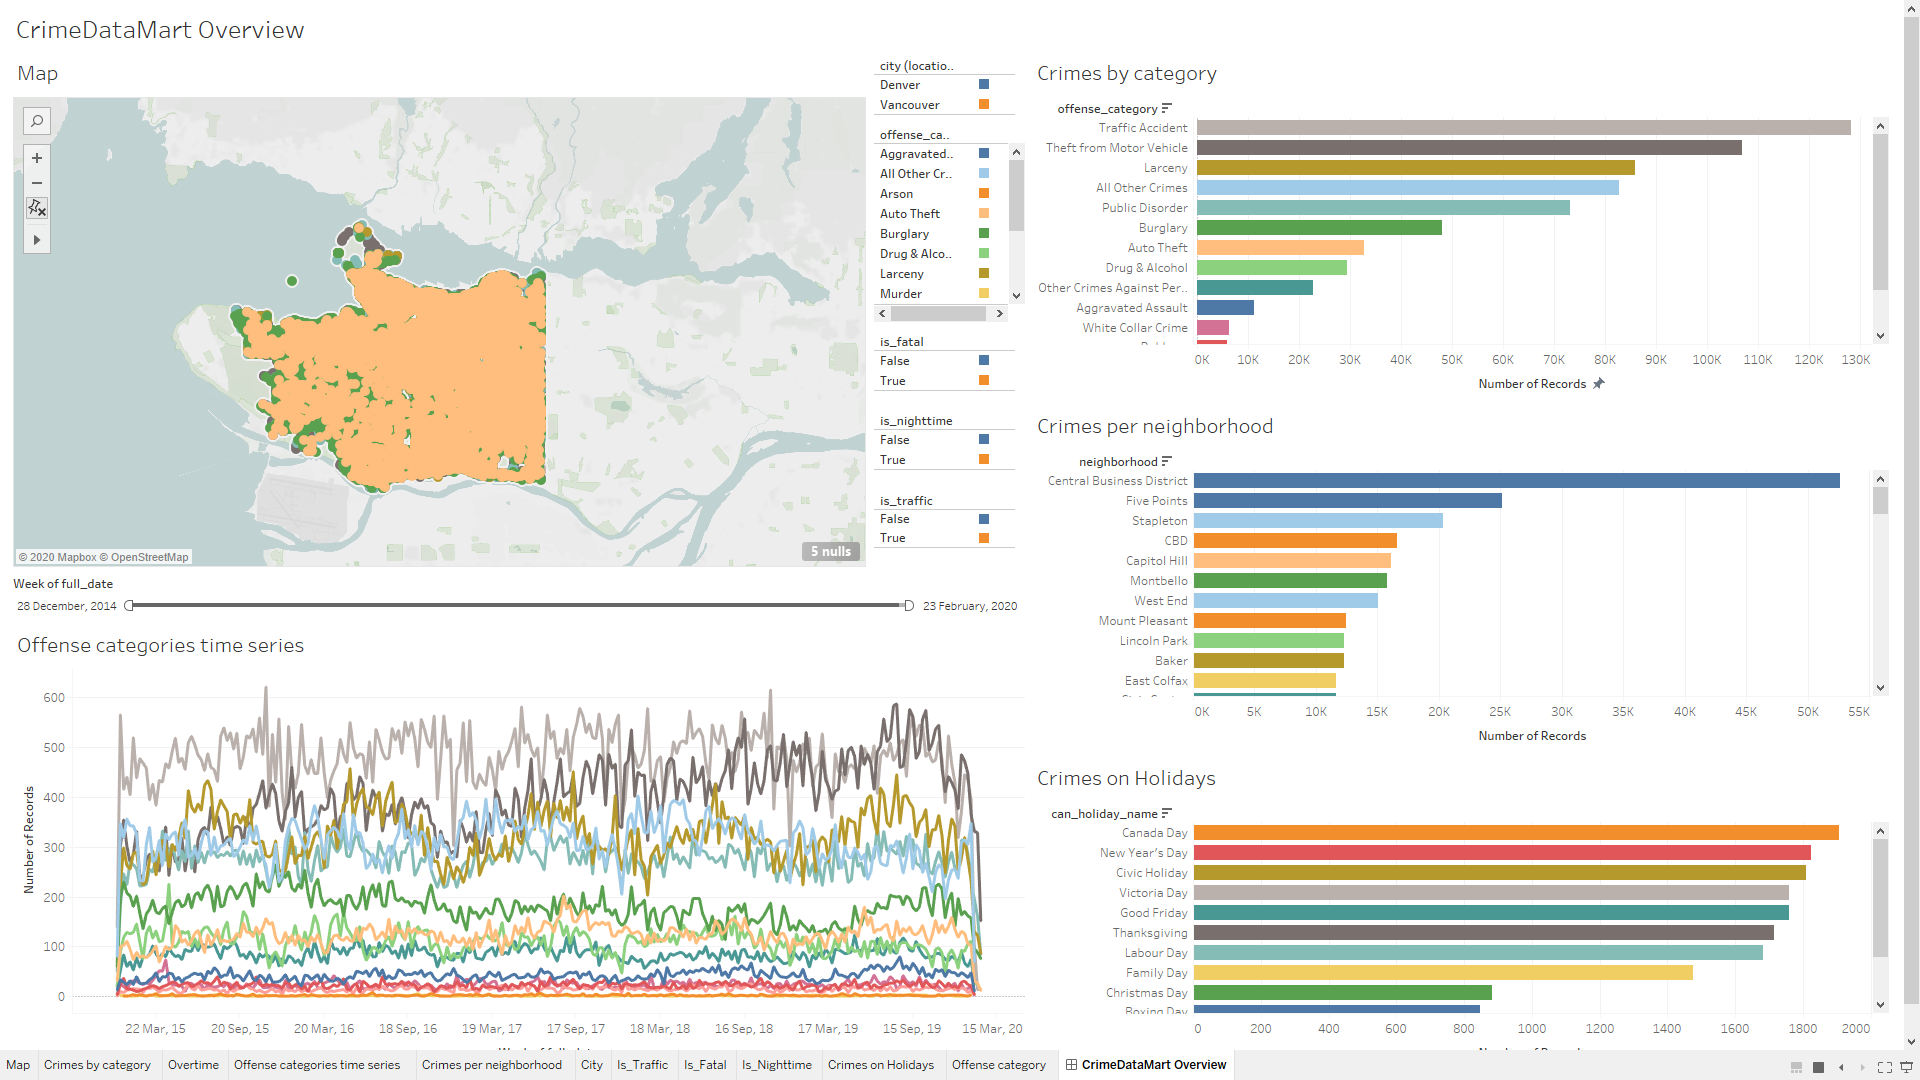 CrimeDataMart Overview
Map
© 2020 Mapbox © OpenStreetMap
5 nulls
Week of full_date
28 December, 2014
23 February, 2020
city (locatio..
Denver
Vancouver
offense_ca..
Aggravated..
All Other Cr..
Arson
Auto Theft
Burglary
Drug & Alco..
Larceny
Murder
is_fatal
False
True
is_nighttime
False
True
is_traffic
False
True
Offense categories time series
Number of Records
600
500
400
300
200
100
0
22 Mar, 15 20 Sep, 15 20 Mar, 16 18 Sep, 16 19 Mar, 17 17 Sep, 17 18 Mar, 18 16 Sep, 18 17 Mar, 19 15 Sep, 19 15 Mar, 20
Crimes by category
offense_category
Traffic Accident
Theft from Motor Vehicle
Larceny
All Other Crimes
Public Disorder
Burglary
Auto Theft
Drug & Alcohol
Other Crimes Against Per..
Aggravated Assault
White Collar Crime
0K 10K 20K 30K 40K 50K 60K 70K 80K 90K 100K 110K 120K 130K
Number of Records
Crimes per neighborhood
neighborhood
Central Business District
Five Points
Stapleton
CBD
Capitol Hill
Montbello
West End
Mount Pleasant
Lincoln Park
Baker
East Colfax
0K 5K 10K 15K 20K 25K 30K 35K 40K 45K 50K 55K
Number of Records
Crimes on Holidays
can_holiday_name
Canada Day
New Year's Day
Civic Holiday
Victoria Day
Good Friday
Thanksgiving
Labour Day
Family Day
Christmas Day
Boxing Day
0 200 400 600 800 1000 1200 1400 1600 1800 2000
Map Crimes by category Overtime Offense categories time series Crimes per neighborhood City Is_Traffic Is_Fatal Is_Nighttime Crimes on Holidays Offense category CrimeDataMart Overview